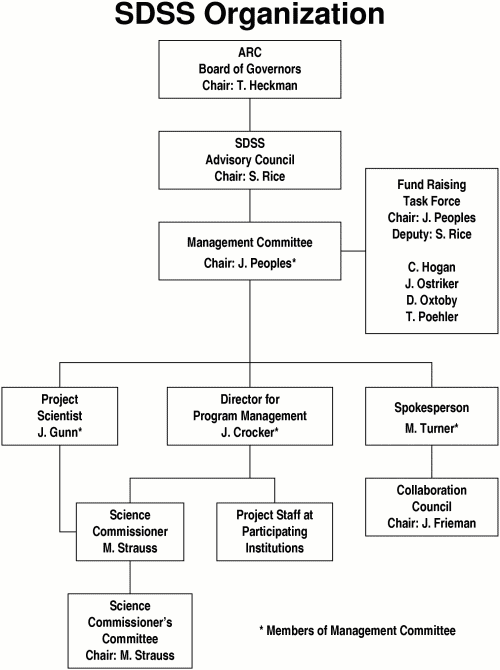 SDSS Organization
ARC
Board of Governors
Chair: T. Heckman
SDSS
Advisory Council
Chair: S. Rice
Management Committee
Chair: J. Peoples*
Fund Raising
Task Force
Chair: J. Peoples
Deputy: S. Rice
C. Hogan
J. Ostriker
D. Oxtoby
T. Poehler
Project
Scientist
J. Gunn*
Director for
Program Management
J. Crocker*
Spokesperson
M. Turner*
Science
Commissioner
M. Strauss
Project Staff at
Participating
Institutions
Collaboration
Council
Chair: J. Frieman
Science
Commissioner's
Committee
Chair: M. Strauss
* Members of Management Committee